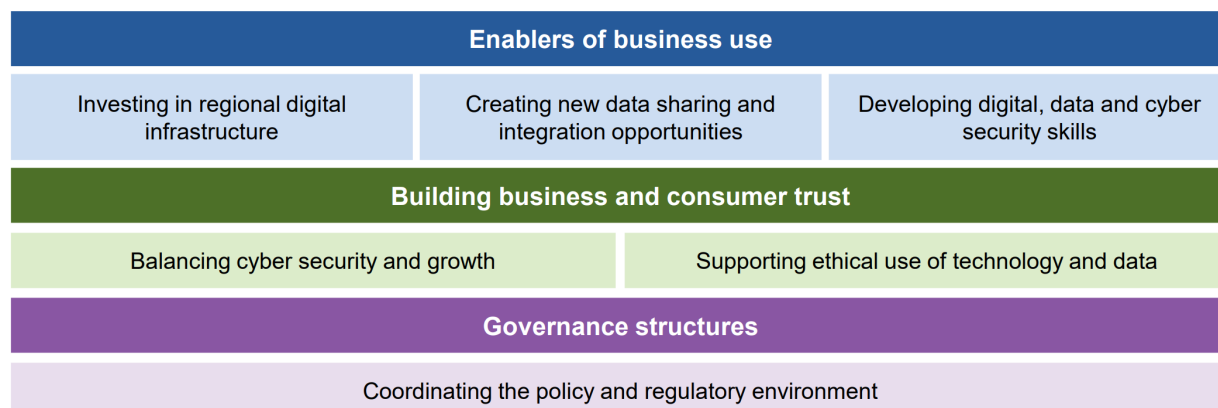 Enablers of business use
Investing in regional digital
infrastructure
Creating new data sharing and
integration opportunities
Developing digital, data and cyber
security skills
Building business and consumer trust
Balancing cyber security and growth
Supporting ethical use of technology and data
Governance structures
Coordinating the policy and regulatory environment